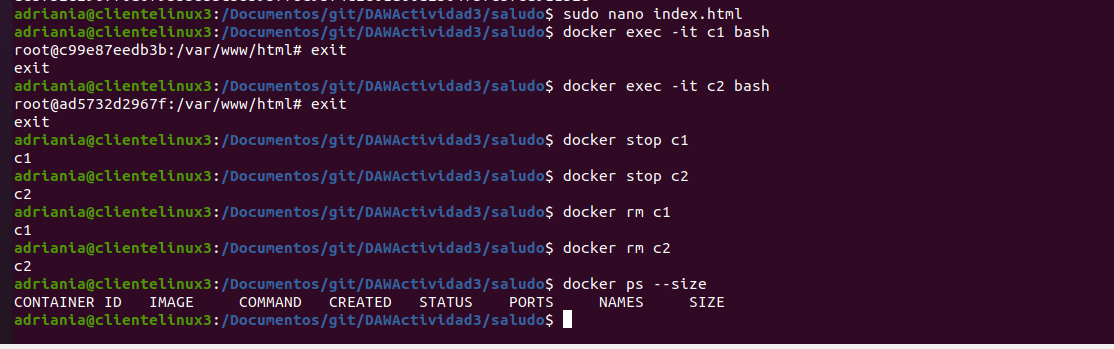 adriania@clientelinux3:/Documentos/git/DAWActividad3/saludo$ sudo nano index.html
adriania@clientelinux3:/Documentos/git/DAWActividad3/saludo$ docker exec -it c1 bash
root@c99e87eedb3b:/var/www/html# exit
exit
adriania@clientelinux3:/Documentos/git/DAWActividad3/saludo$ docker exec -it c2 bash
root@ad5732d2967f:/var/www/html# exit
exit
adriania@clientelinux3:/Documentos/git/DAWActividad3/saludo$ docker stop c1
c1
adriania@clientelinux3:/Documentos/git/DAWActividad3/saludo$ docker stop c2
c2
adriania@clientelinux3:/Documentos/git/DAWActividad3/saludo$ docker rm c1
c1
adriania@clientelinux3:/Documentos/git/DAWActividad3/saludo$ docker rm c2
c2
adriania@clientelinux3:/Documentos/git/DAWActividad3/saludo$ docker ps --size
CONTAINER ID   IMAGE     COMMAND   CREATED   STATUS    PORTS     NAMES     SIZE
adriania@clientelinux3:/Documentos/git/DAWActividad3/saludo$